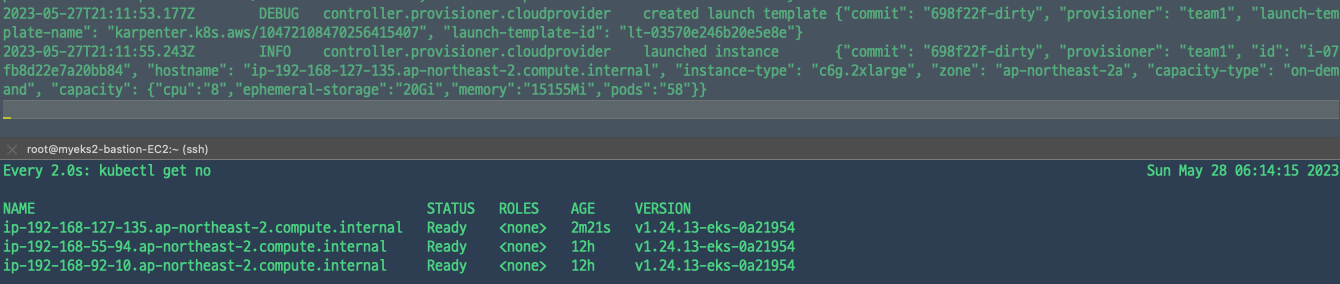 2023-05-27T21:11:53.177Z        DEBUG   controller.provisioner.cloudprovider    created launch template {"commit": "698f22f-dirty", "provisioner": "team1", "launch-tem
plate-name": "karpenter.k8s.aws/10472108470256415407", "launch-template-id": "lt-03570e246b20e5e8e"}
2023-05-27T21:11:55.243Z        INFO    controller.provisioner.cloudprovider    launched instance       {"commit": "698f22f-dirty", "provisioner": "team1", "id": "i-07
fb8d22e7a20bb84", "hostname": "ip-192-168-127-135.ap-northeast-2.compute.internal", "instance-type": "c6g.2xlarge", "zone": "ap-northeast-2a", "capacity-type": "on-dem
and", "capacity": {"cpu":"8","ephemeral-storage":"20Gi","memory":"15155Mi","pods":"58"}}
root@myeks2-bastion-EC2:~ (ssh)
Every 2.0s: kubectl get no Sun May 28 06:14:15 2023
NAME STATUS ROLES AGE VERSION
ip-192-168-127-135.ap-northeast-2.compute.internal Ready <none> 2m21s v1.24.13-eks-0a21954
ip-192-168-55-94.ap-northeast-2.compute.internal Ready <none> 12h v1.24.13-eks-0a21954
ip-192-168-92-10.ap-northeast-2.compute.internal Ready <none> 12h v1.24.13-eks-0a21954